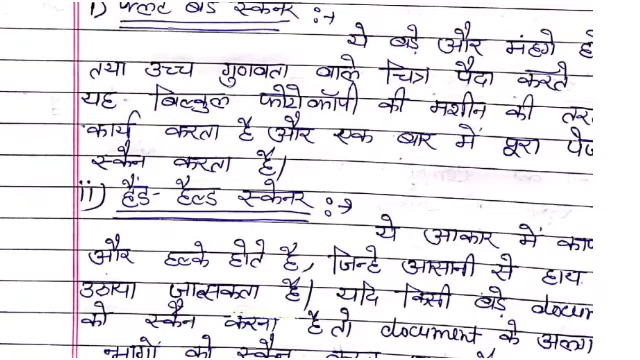 i) फ्लैट बैड स्कैनर :→
ये बड़े और मंहगे
तथा उच्च गुणवता वाले चित्र पैदा करते
यह बिल्कुल फोटोकॉपी की मशीन की
कार्य करता है और एक बार में पूरा
स्कैन करता है।
ii) हैंड-हैल्ड स्कैनर :→
ये आकार में
और हल्के होते है, जिन्हे आसानी से हाथ
उठाया जासकता है। यदि किसी बड़े
को स्कैन करना है तो document के
भागों को स्कैन